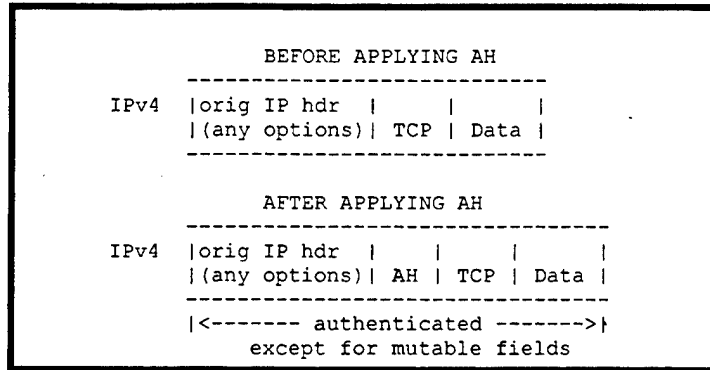 BEFORE APPLYING AH
----------------------------
IPv4 |orig IP hdr | | |
|(any options)| TCP | Data |
----------------------------
AFTER APPLYING AH
---------------------------------
IPv4 |orig IP hdr | | | |
|(any options)| AH | TCP | Data |
---------------------------------
|<------- authenticated ------->|
except for mutable fields